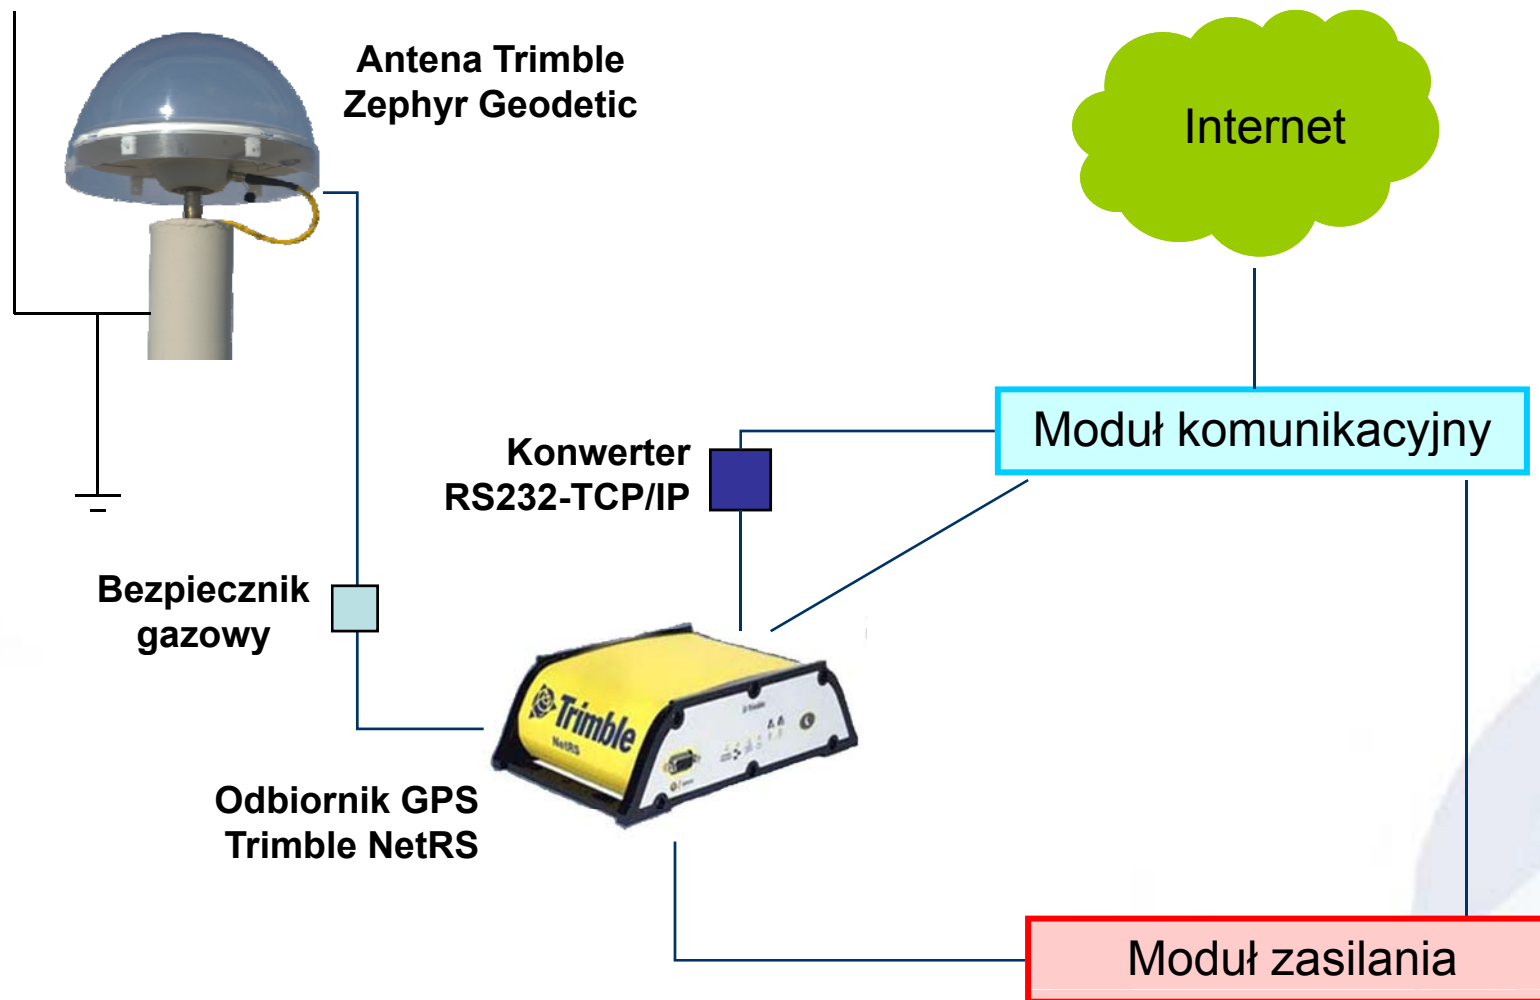 Antena Trimble
Zephyr Geodetic
Internet
Moduł komunikacyjny
Konwerter
RS232-TCP/IP
Bezpiecznik
gazowy
Trimble
NetRS
Odbiornik GPS
Trimble NetRS
Moduł zasilania